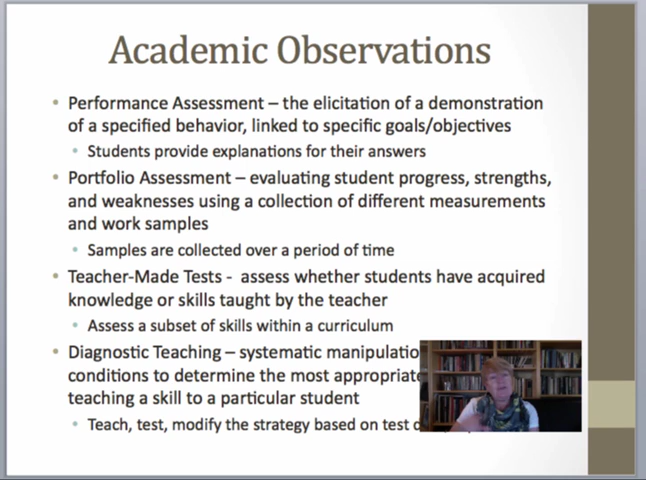 Academic Observations
• Performance Assessment – the elicitation of a demonstration
of a specified behavior, linked to specific goals/objectives
• Students provide explanations for their answers
• Portfolio Assessment – evaluating student progress, strengths,
and weaknesses using a collection of different measurements
and work samples
• Samples are collected over a period of time
• Teacher-Made Tests - assess whether students have acquired
knowledge or skills taught by the teacher
• Assess a subset of skills within a curriculum
• Diagnostic Teaching – systematic
conditions to determine the most appropriate
teaching a skill to a particular student
• Teach, test, modify the strategy based on test